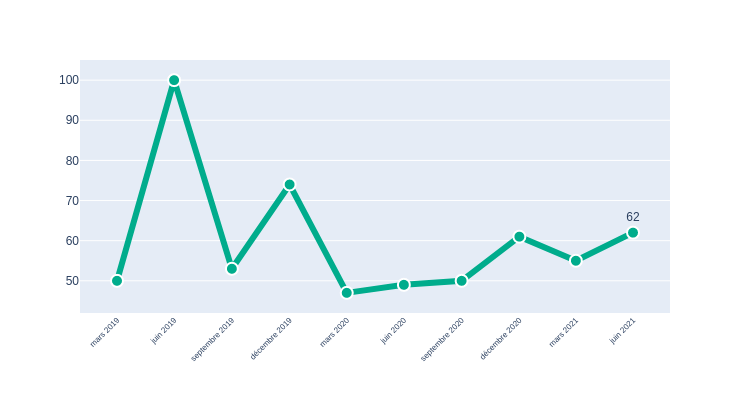 100
90
80
70
60
50
62
mars 2019
juin 2019
septembre 2019
décembre 2019
mars 2020
juin 2020
septembre 2020
décembre 2020
mars 2021
juin 2021